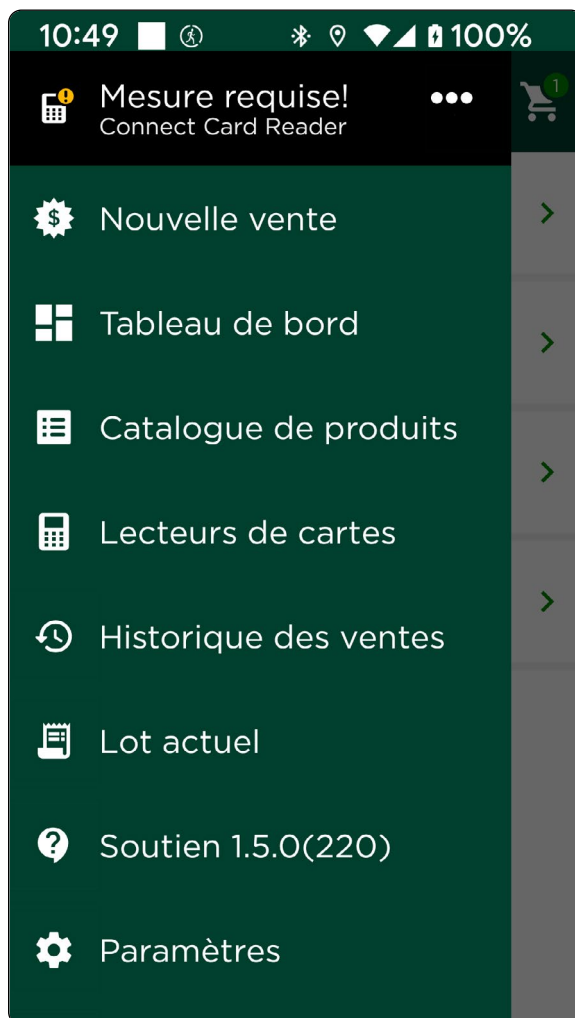 10:49
100%
Mesure requise!
Connect Card Reader
1
Nouvelle vente
Tableau de bord
Catalogue de produits
Lecteurs de cartes
Historique des ventes
Lot actuel
Soutien 1.5.0(220)
Paramètres